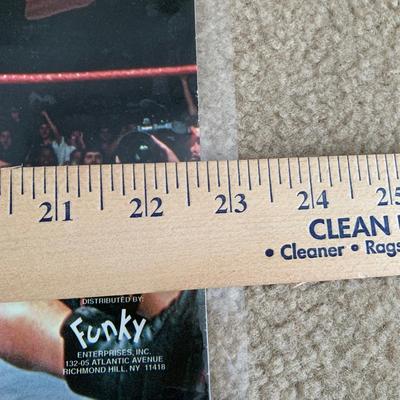 21 22 23 24 25
CLEAN
• Cleaner • Rags
DISTRIBUTED BY:
Funky
ENTERPRISES, INC.
132-05 ATLANTIC AVENUE
RICHMOND HILL, NY 11418